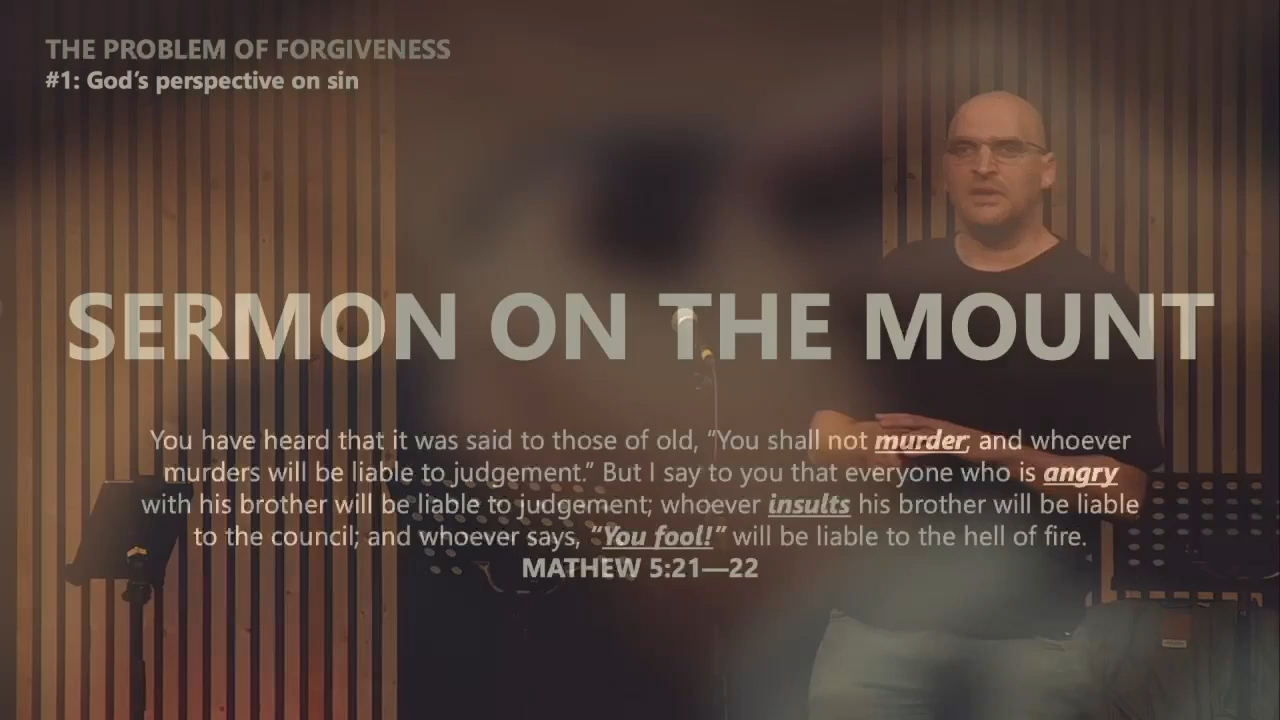 THE PROBLEM OF FORGIVENESS
#1: God’s perspective on sin
SERMON ON THE MOUNT
You have heard that it was said to those of old, “You shall not murder; and whoever
murders will be liable to judgement.” But I say to you that everyone who is angry
with his brother will be liable to judgement; whoever insults his brother will be liable
to the council; and whoever says, “You fool!” will be liable to the hell of fire.
MATHEW 5:21—22